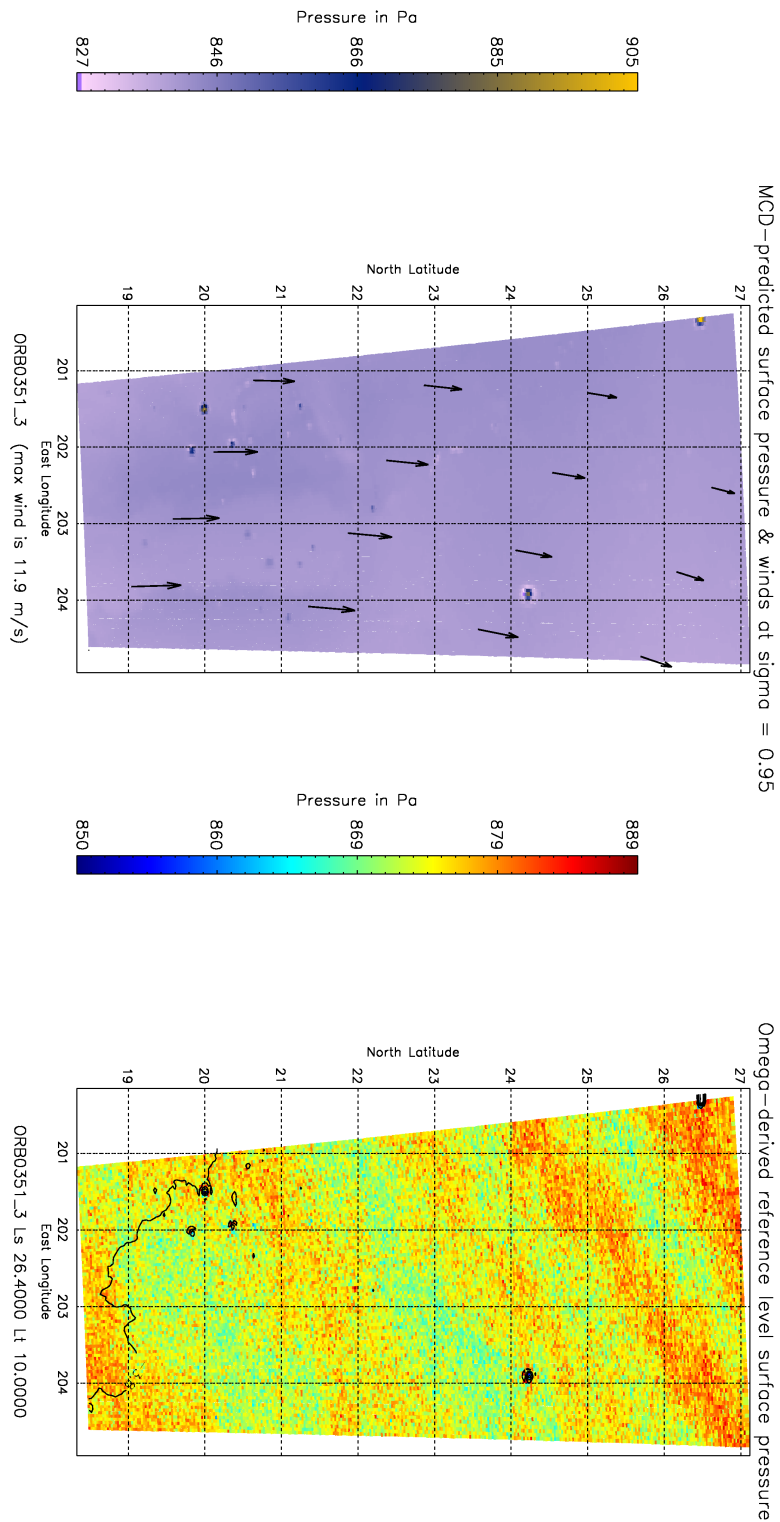 MCD-predicted surface pressure & winds at sigma = 0.95
Pressure in Pa
827 846 866 885 905
North Latitude
19 20 21 22 23 24 25 26 27
201 202 203 204
East Longitude
ORB0351_3 (max wind is 11.9 m/s)
Omega-derived reference level surface pressure
Pressure in Pa
850 860 869 879 889
North Latitude
19 20 21 22 23 24 25 26 27
201 202 203 204
East Longitude
ORB0351_3 Ls 26.4000 Lt 10.0000